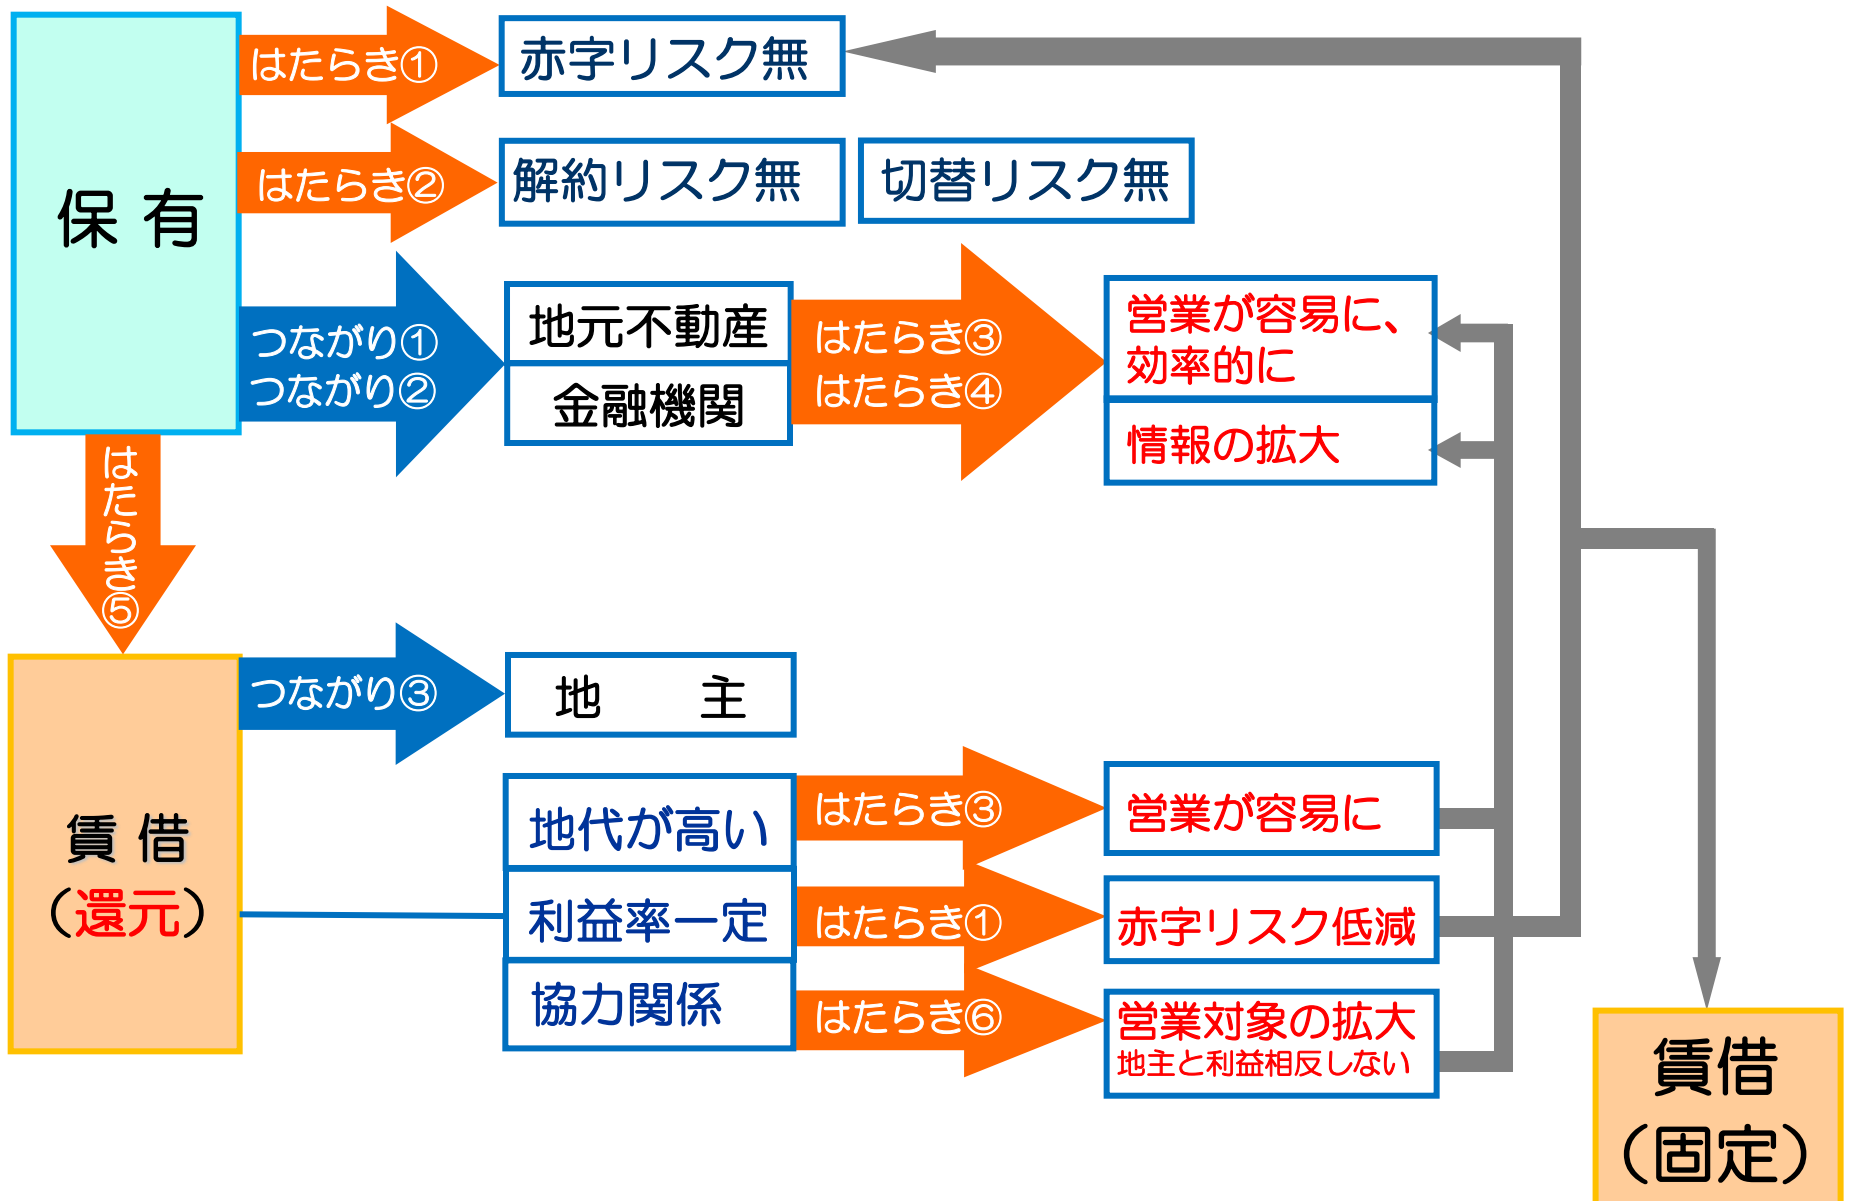 保 有
はたらき①
赤字リスク無
はたらき②
解約リスク無
切替リスク無
つながり①
つながり②
地元不動産
金融機関
はたらき③
はたらき④
営業が容易に、
効率的に
情報の拡大
はたらき⑤
賃 借
（還元）
つながり③
地　主
地代が高い
利益率一定
協力関係
はたらき③
はたらき①
はたらき⑥
営業が容易に
赤字リスク低減
営業対象の拡大
地主と利益相反しない
賃借
（固定）